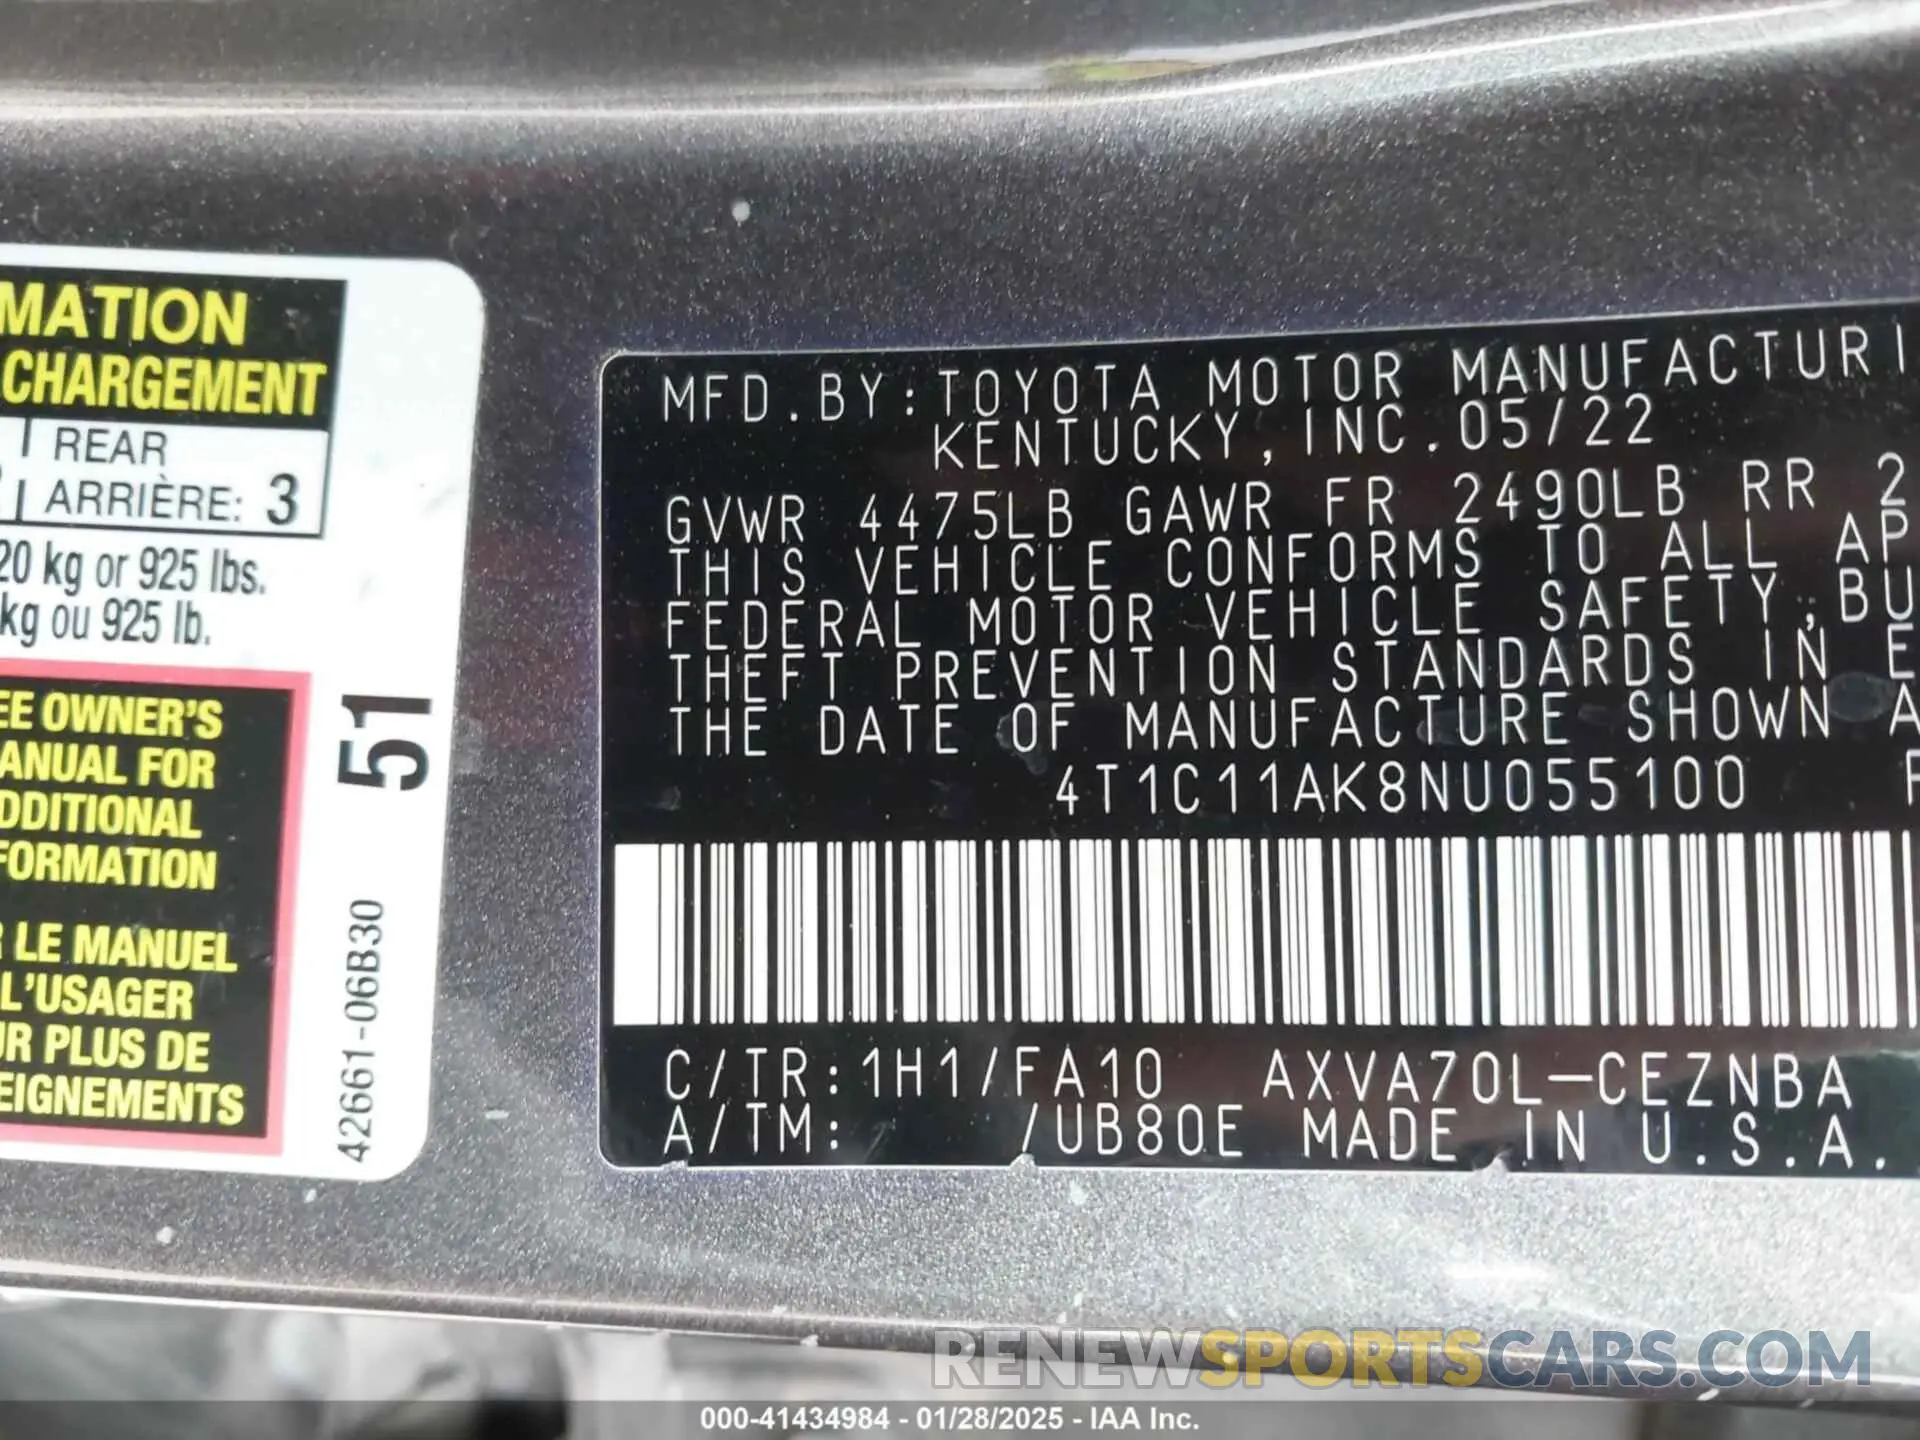 MATION
CHARGEMENT
REAR
ARRIÈRE: 3
20 kg or 925 lbs.
kg ou 925 lb.
EE OWNER'S
ANUAL FOR
DDITIONAL
FORMATION
R LE MANUEL
L'USAGER
UR PLUS DE
EIGNEMENTS
51
42661-06B30
MFD.BY:TOYOTA MOTOR MANUFACTURI
KENTUCKY, INC.05/22
GVWR 4475LB GAWR FR 2490LB RR 2
THIS VEHICLE CONFORMS TO ALL AP
FEDERAL MOTOR VEHICLE SAFETY,BU
THEFT PREVENTION STANDARDS IN E
THE DATE OF MANUFACTURE SHOWN A
4T1C11AK8NU055100
C/TR:1H1/FA10 AXVA70L-CEZNBA
A/TM: /UB80E MADE IN U.S.A.
RENEWSPORTSCARS.COM
000-41434984 - 01/28/2025 - IAA Inc.